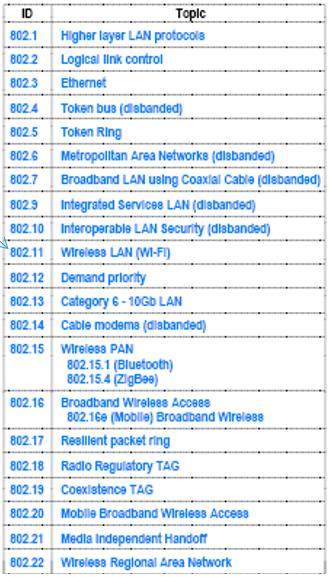 ID Topic
802.1 Higher layer LAN protocols
802.2 Logical link control
802.3 Ethernet
802.4 Token bus (disbanded)
802.5 Token Ring
802.6 Metropolitan Area Networks (disbanded)
802.7 Broadband LAN using Coaxial Cable (disbanded)
802.9 Integrated Services LAN (disbanded)
802.10 Interoperable LAN Security (disbanded)
802.11 Wireless LAN (Wi-Fi)
802.12 Demand priority
802.13 Category 6 - 10Gb LAN
802.14 Cable modems (disbanded)
802.15 Wireless PAN
802.15.1 (Bluetooth)
802.15.4 (ZigBee)
802.16 Broadband Wireless Access
802.16e (Mobile) Broadband Wireless
802.17 Resilient packet ring
802.18 Radio Regulatory TAG
802.19 Coexistence TAG
802.20 Mobile Broadband Wireless Access
802.21 Media Independent Handoff
802.22 Wireless Regional Area Network